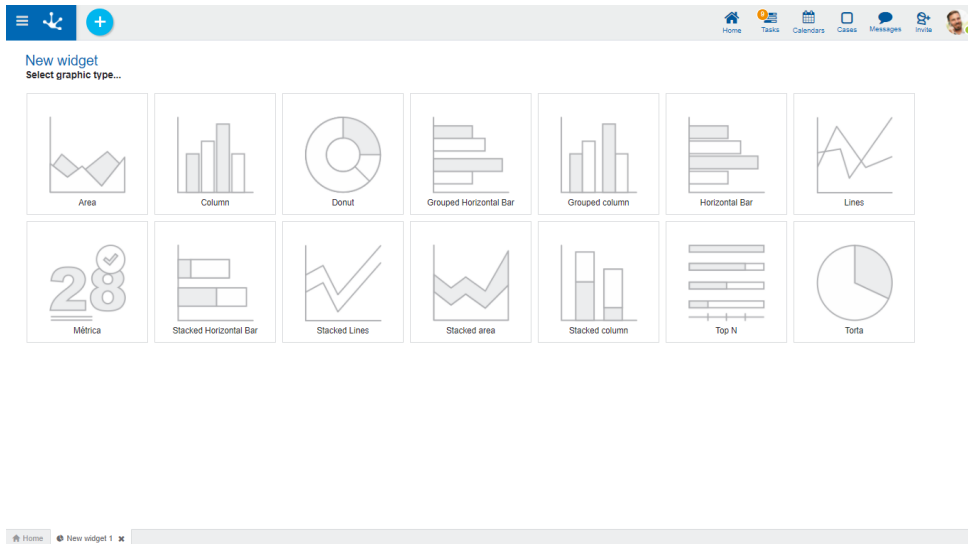 9
Home Tasks Calendars Cases Messages Invite
New widget
Select graphic type...
Area Column Donut Grouped Horizontal Bar Grouped column Horizontal Bar Lines
28
Métrica Stacked Horizontal Bar Stacked Lines Stacked area Stacked column Top N Torta
Home New widget 1